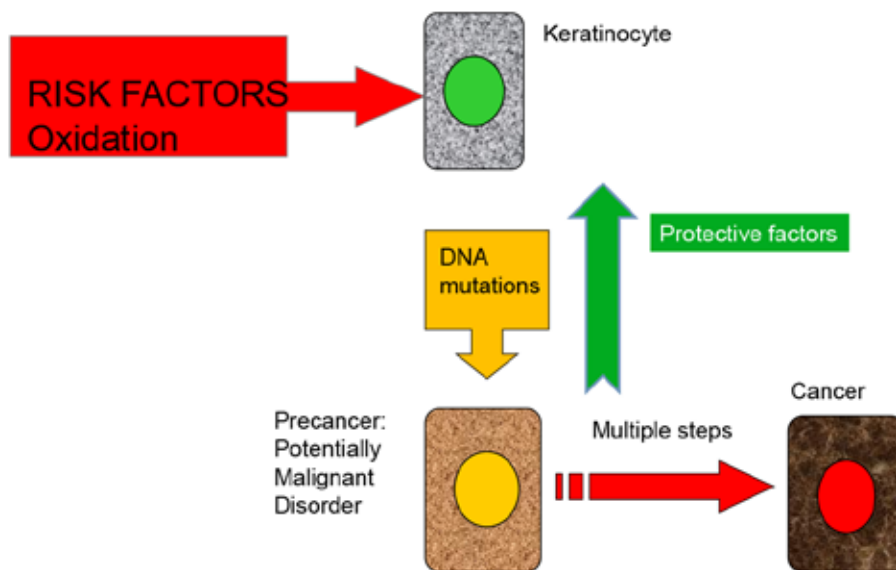 Keratinocyte
RISK FACTORS
Oxidation
Protective factors
DNA
mutations
Precancer:
Potentially
Malignant
Disorder
Multiple steps
Cancer